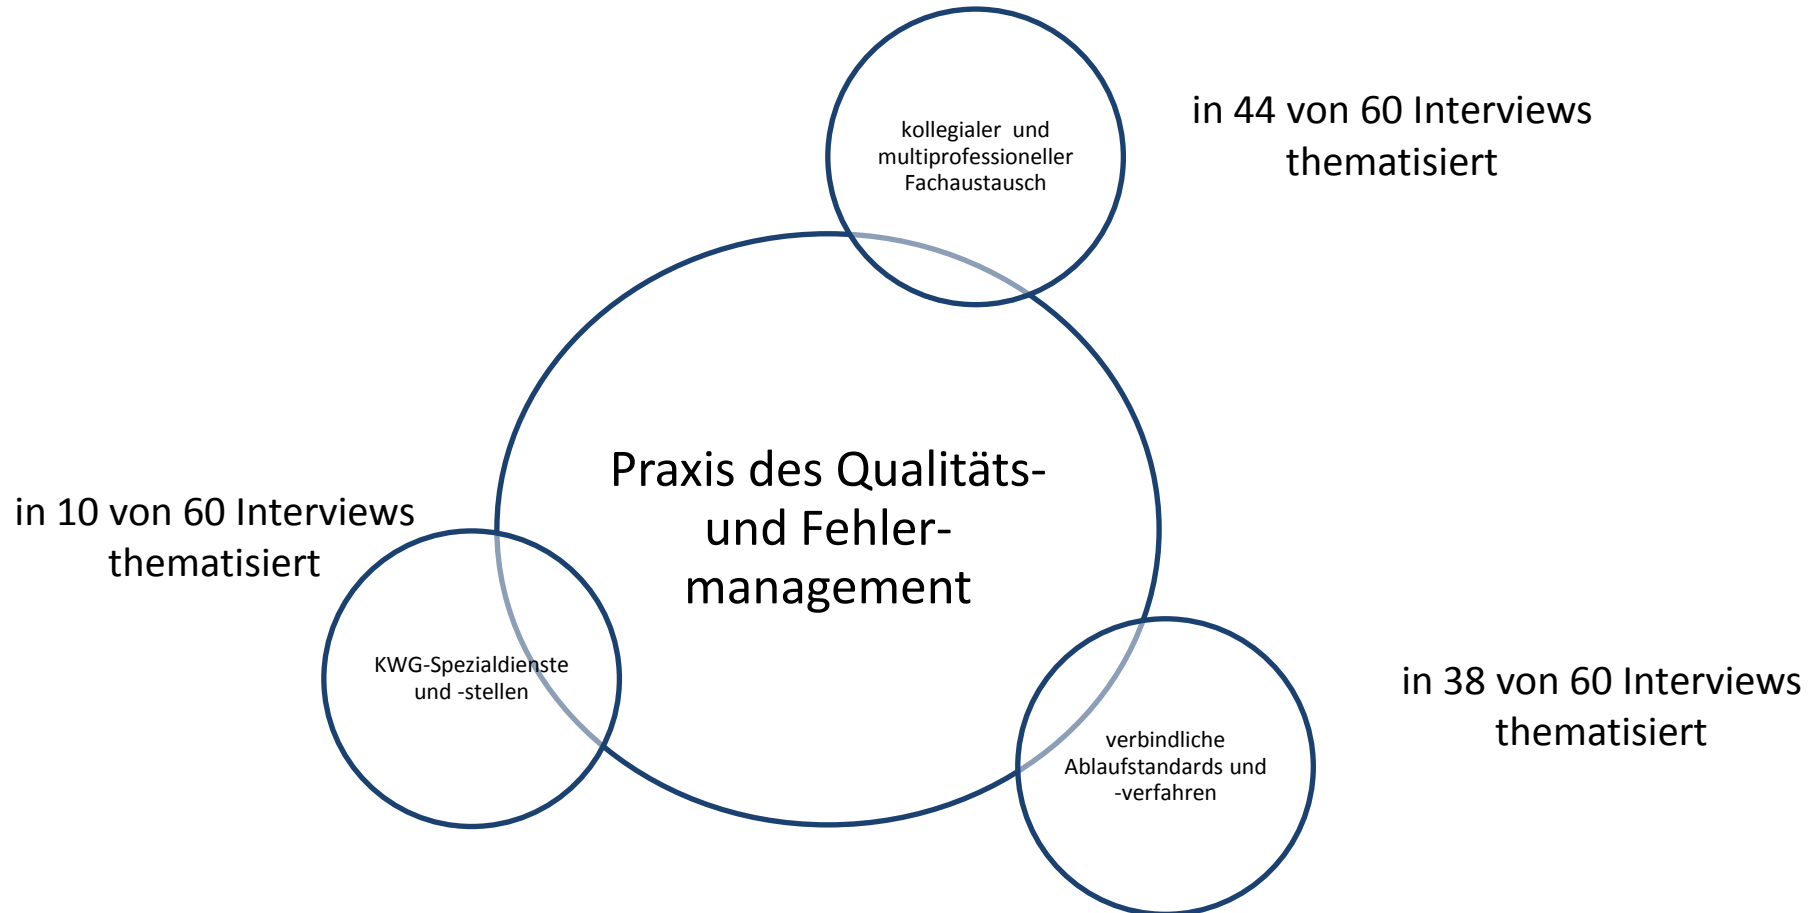 kollegialer und
multiprofessioneller
Fachaustausch
in 44 von 60 Interviews
thematisiert
Praxis des Qualitäts-
und Fehler-
management
in 10 von 60 Interviews
thematisiert
KWG-Spezialdienste
und -stellen
verbindliche
Ablaufstandards und
-verfahren
in 38 von 60 Interviews
thematisiert